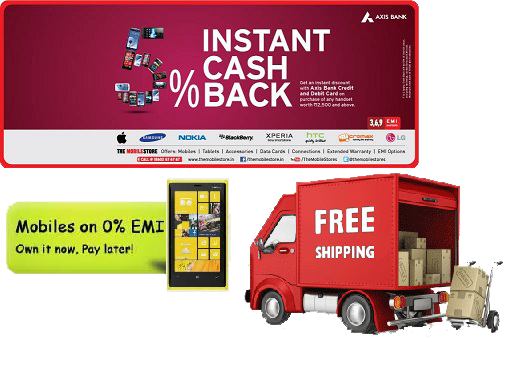 AXIS BANK
INSTANT
CASH
% BACK
Get an instant discount
with Axis Bank Credit
and Debit Card on
purchase of any handset
worth ₹12,500 and above.
3,6,9 EMI
SAMSUNG NOKIA BlackBerry XPERIA htc micromax LG
THE MOBILESTORE Offers: Mobiles | Tablets | Accessories | Data Cards | Connections | Extended Warranty | EMI Options
www.themobilestore.in /TheMobileStores @themobilestores
Mobiles on 0% EMI
Own it now, Pay later!
FREE
SHIPPING